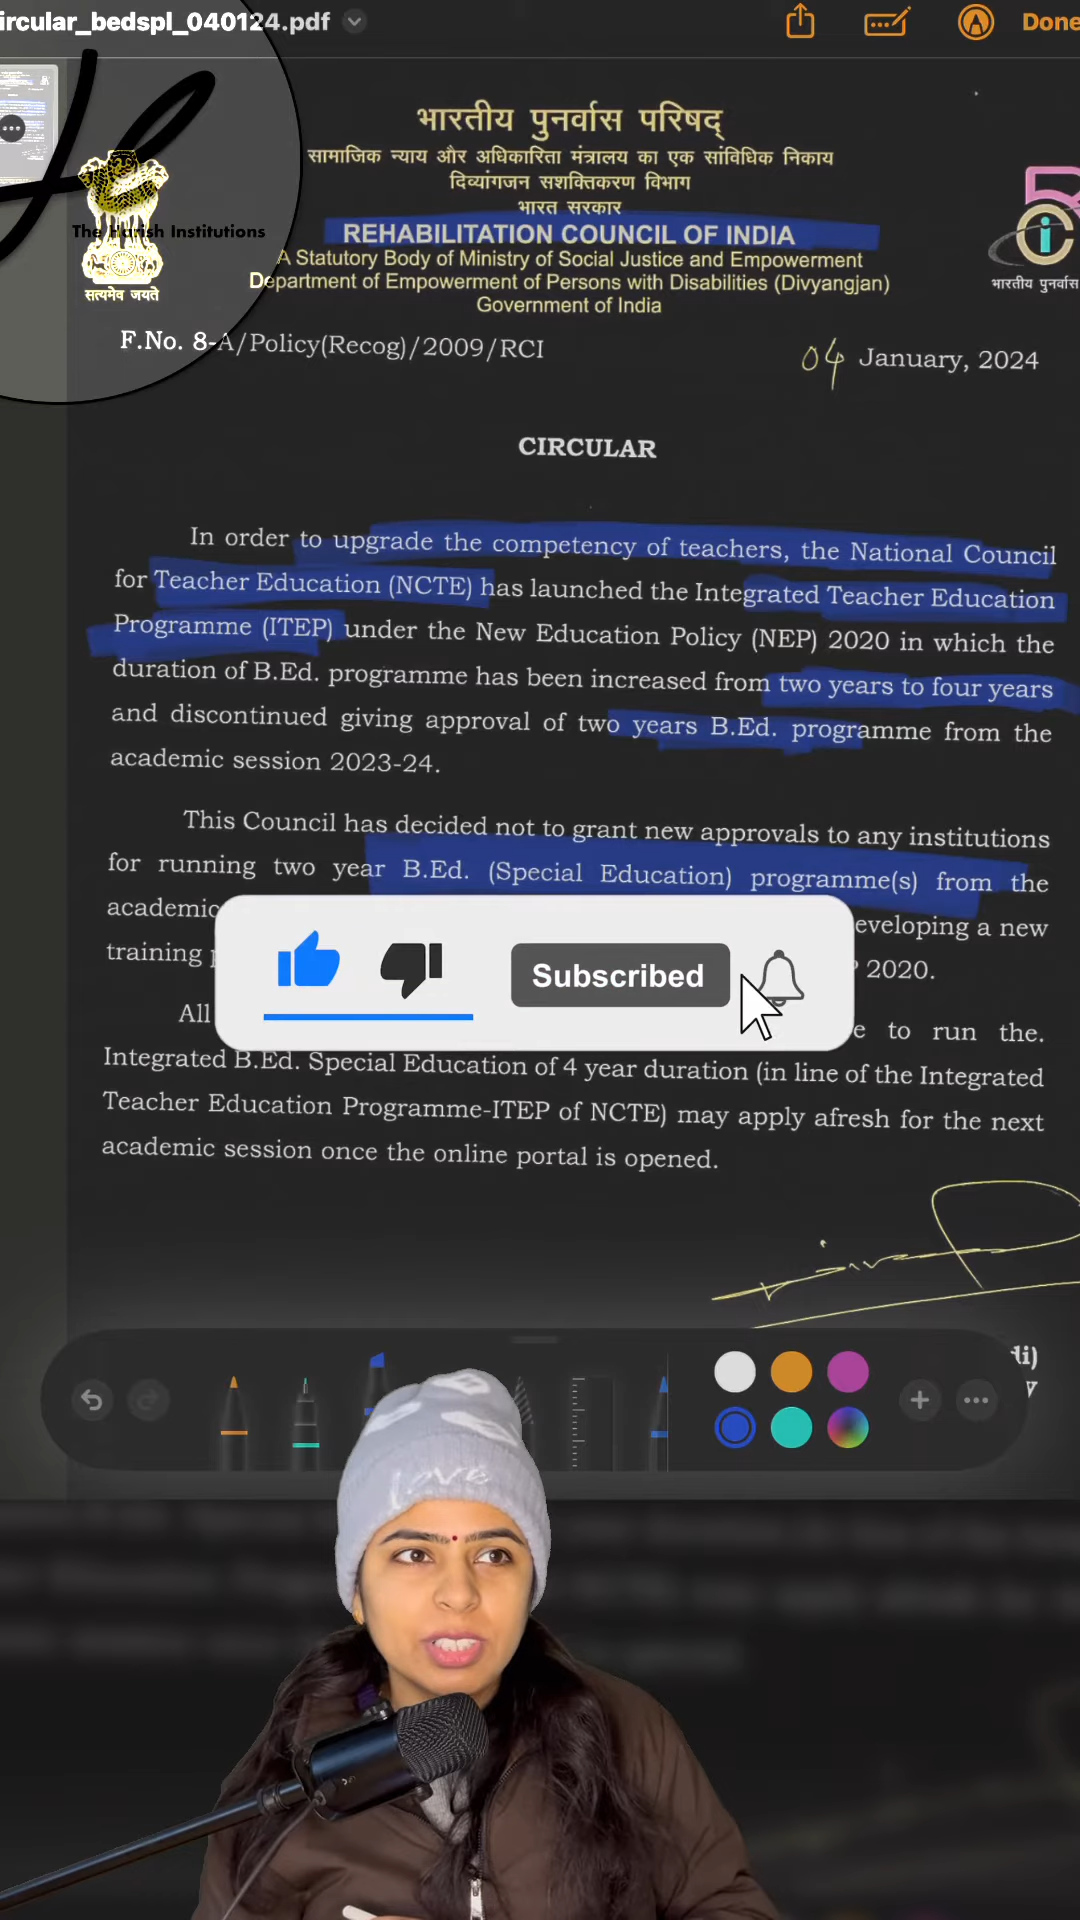 ircular_bedspl_040124.pdf
Done
भारतीय पुनर्वास परिषद्
सामाजिक न्याय और अधिकारिता मंत्रालय का एक सांविधिक निकाय
दिव्यांगजन सशक्तिकरण विभाग
भारत सरकार
REHABILITATION COUNCIL OF INDIA
A Statutory Body of Ministry of Social Justice and Empowerment
Department of Empowerment of Persons with Disabilities (Divyangjan)
Government of India
The Harish Institutions
सत्यमेव जयते
भारतीय पुनर्वास
F.No. 8-A/Policy(Recog)/2009/RCI
04 January, 2024
CIRCULAR
In order to upgrade the competency of teachers, the National Council
for Teacher Education (NCTE) has launched the Integrated Teacher Education
Programme (ITEP) under the New Education Policy (NEP) 2020 in which the
duration of B.Ed. programme has been increased from two years to four years
and discontinued giving approval of two years B.Ed. programme from the
academic session 2023-24.
This Council has decided not to grant new approvals to any institutions
for running two year B.Ed. (Special Education) programme(s) from the
academic eveloping a new
training 2020.
All e to run the.
Integrated B.Ed. Special Education of 4 year duration (in line of the Integrated
Teacher Education Programme-ITEP of NCTE) may apply afresh for the next
academic session once the online portal is opened.
Subscribed
di)
y
love